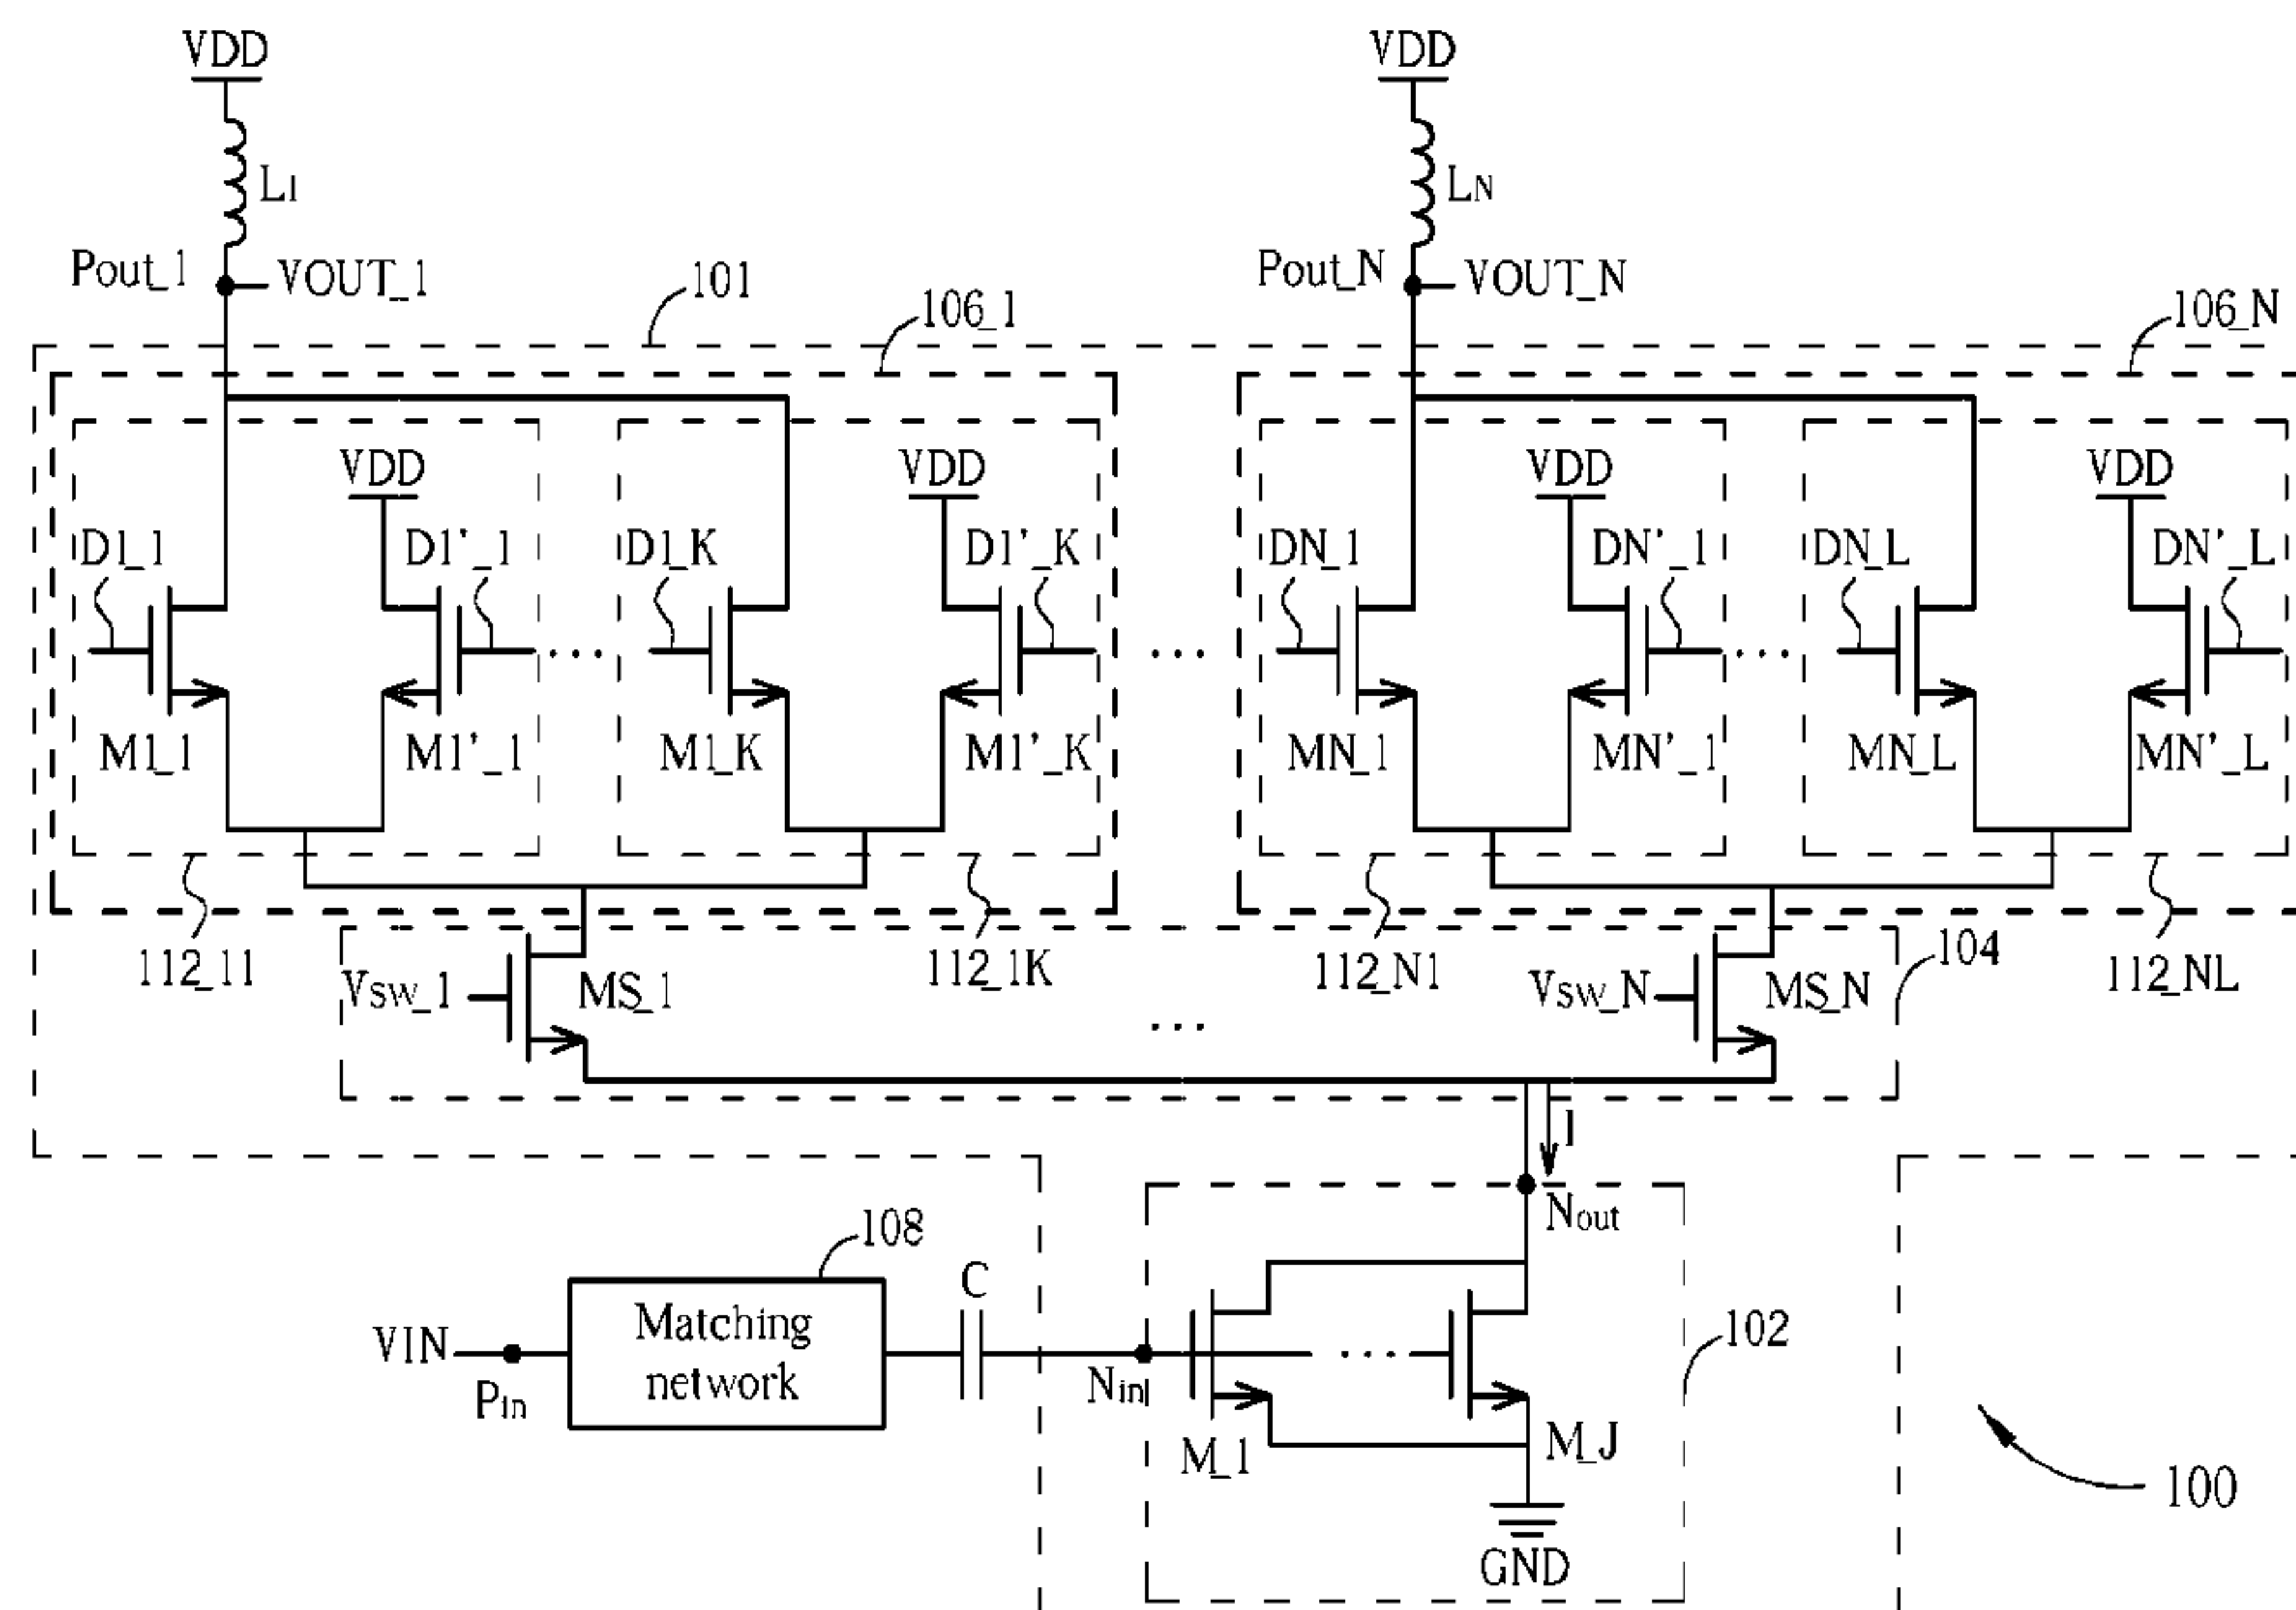 VDD
VDD
L1
LN
Pout_1
VOUT_1
Pout_N
VOUT_N
101
106_1
106_N
VDD
VDD
VDD
VDD
D1_1
D1'_1
D1_K
D1'_K
DN_1
DN'_1
DN_L
DN'_L
...
...
...
M1_1
M1'_1
M1_K
M1'_K
MN_1
MN'_1
MN_L
MN'_L
112_11
112_1K
112_N1
112_NL
104
VSW_1
MS_1
...
VSW_N
MS_N
I
Nout
108
C
VIN
Matching
network
Pin
Nin
...
102
M_1
M_J
GND
100